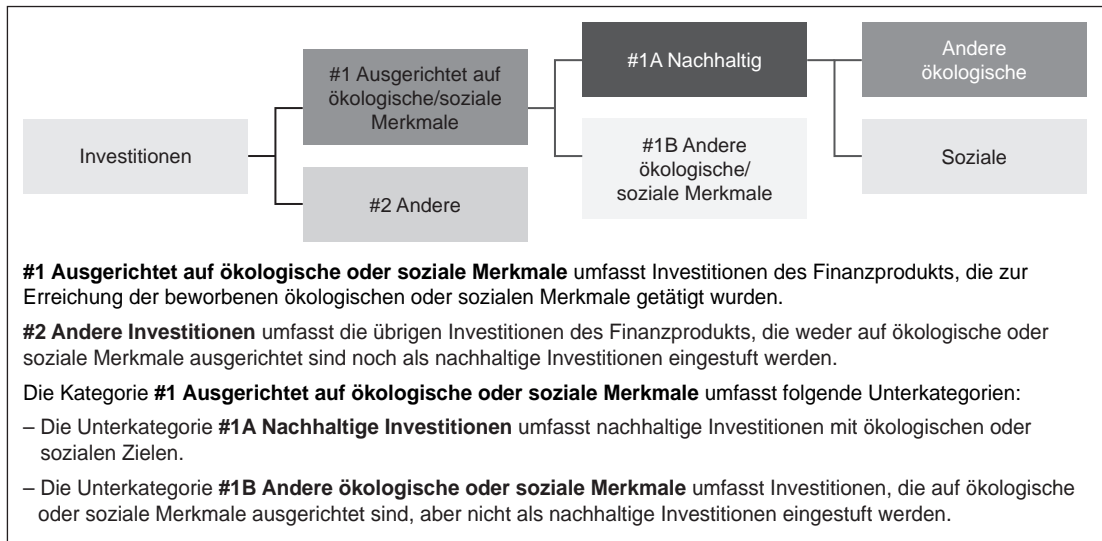 Investitionen
#1 Ausgerichtet auf
ökologische/soziale
Merkmale
#2 Andere
#1A Nachhaltig
#1B Andere
ökologische/
soziale Merkmale
Andere
ökologische
Soziale
#1 Ausgerichtet auf ökologische oder soziale Merkmale umfasst Investitionen des Finanzprodukts, die zur
Erreichung der beworbenen ökologischen oder sozialen Merkmale getätigt wurden.
#2 Andere Investitionen umfasst die übrigen Investitionen des Finanzprodukts, die weder auf ökologische oder
soziale Merkmale ausgerichtet sind noch als nachhaltige Investitionen eingestuft werden.
Die Kategorie #1 Ausgerichtet auf ökologische oder soziale Merkmale umfasst folgende Unterkategorien:
– Die Unterkategorie #1A Nachhaltige Investitionen umfasst nachhaltige Investitionen mit ökologischen oder
sozialen Zielen.
– Die Unterkategorie #1B Andere ökologische oder soziale Merkmale umfasst Investitionen, die auf ökologische
oder soziale Merkmale ausgerichtet sind, aber nicht als nachhaltige Investitionen eingestuft werden.